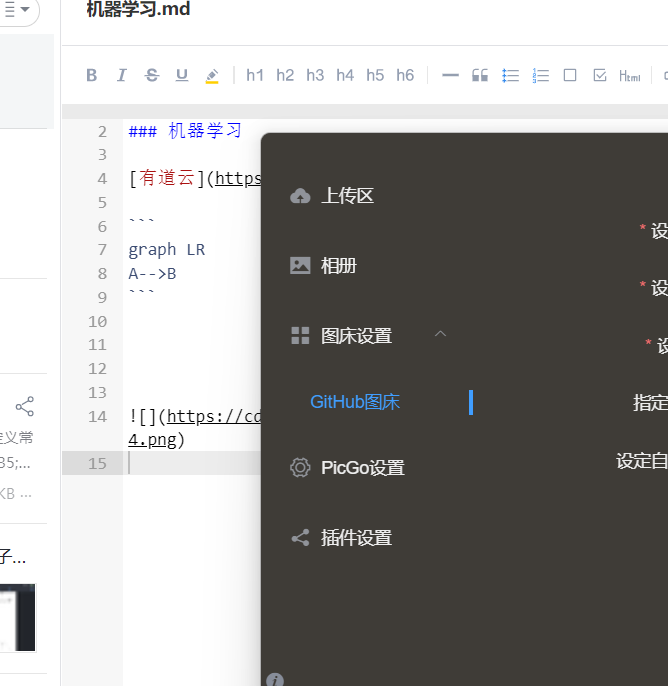 机器学习.md
B I S U h1 h2 h3 h4 h5 h6 Html
2 ### 机器学习
3
4 [有道云](https
5
6 ```
7 graph LR
8 A-->B
9 ```
10
11
12
13
14 ![](https://cd
4.png)
15
义常
35;...
KB ...
子...
上传区
相册
图床设置
GitHub图床
PicGo设置
插件设置
* 设
* 设
* 设
指定
设定自